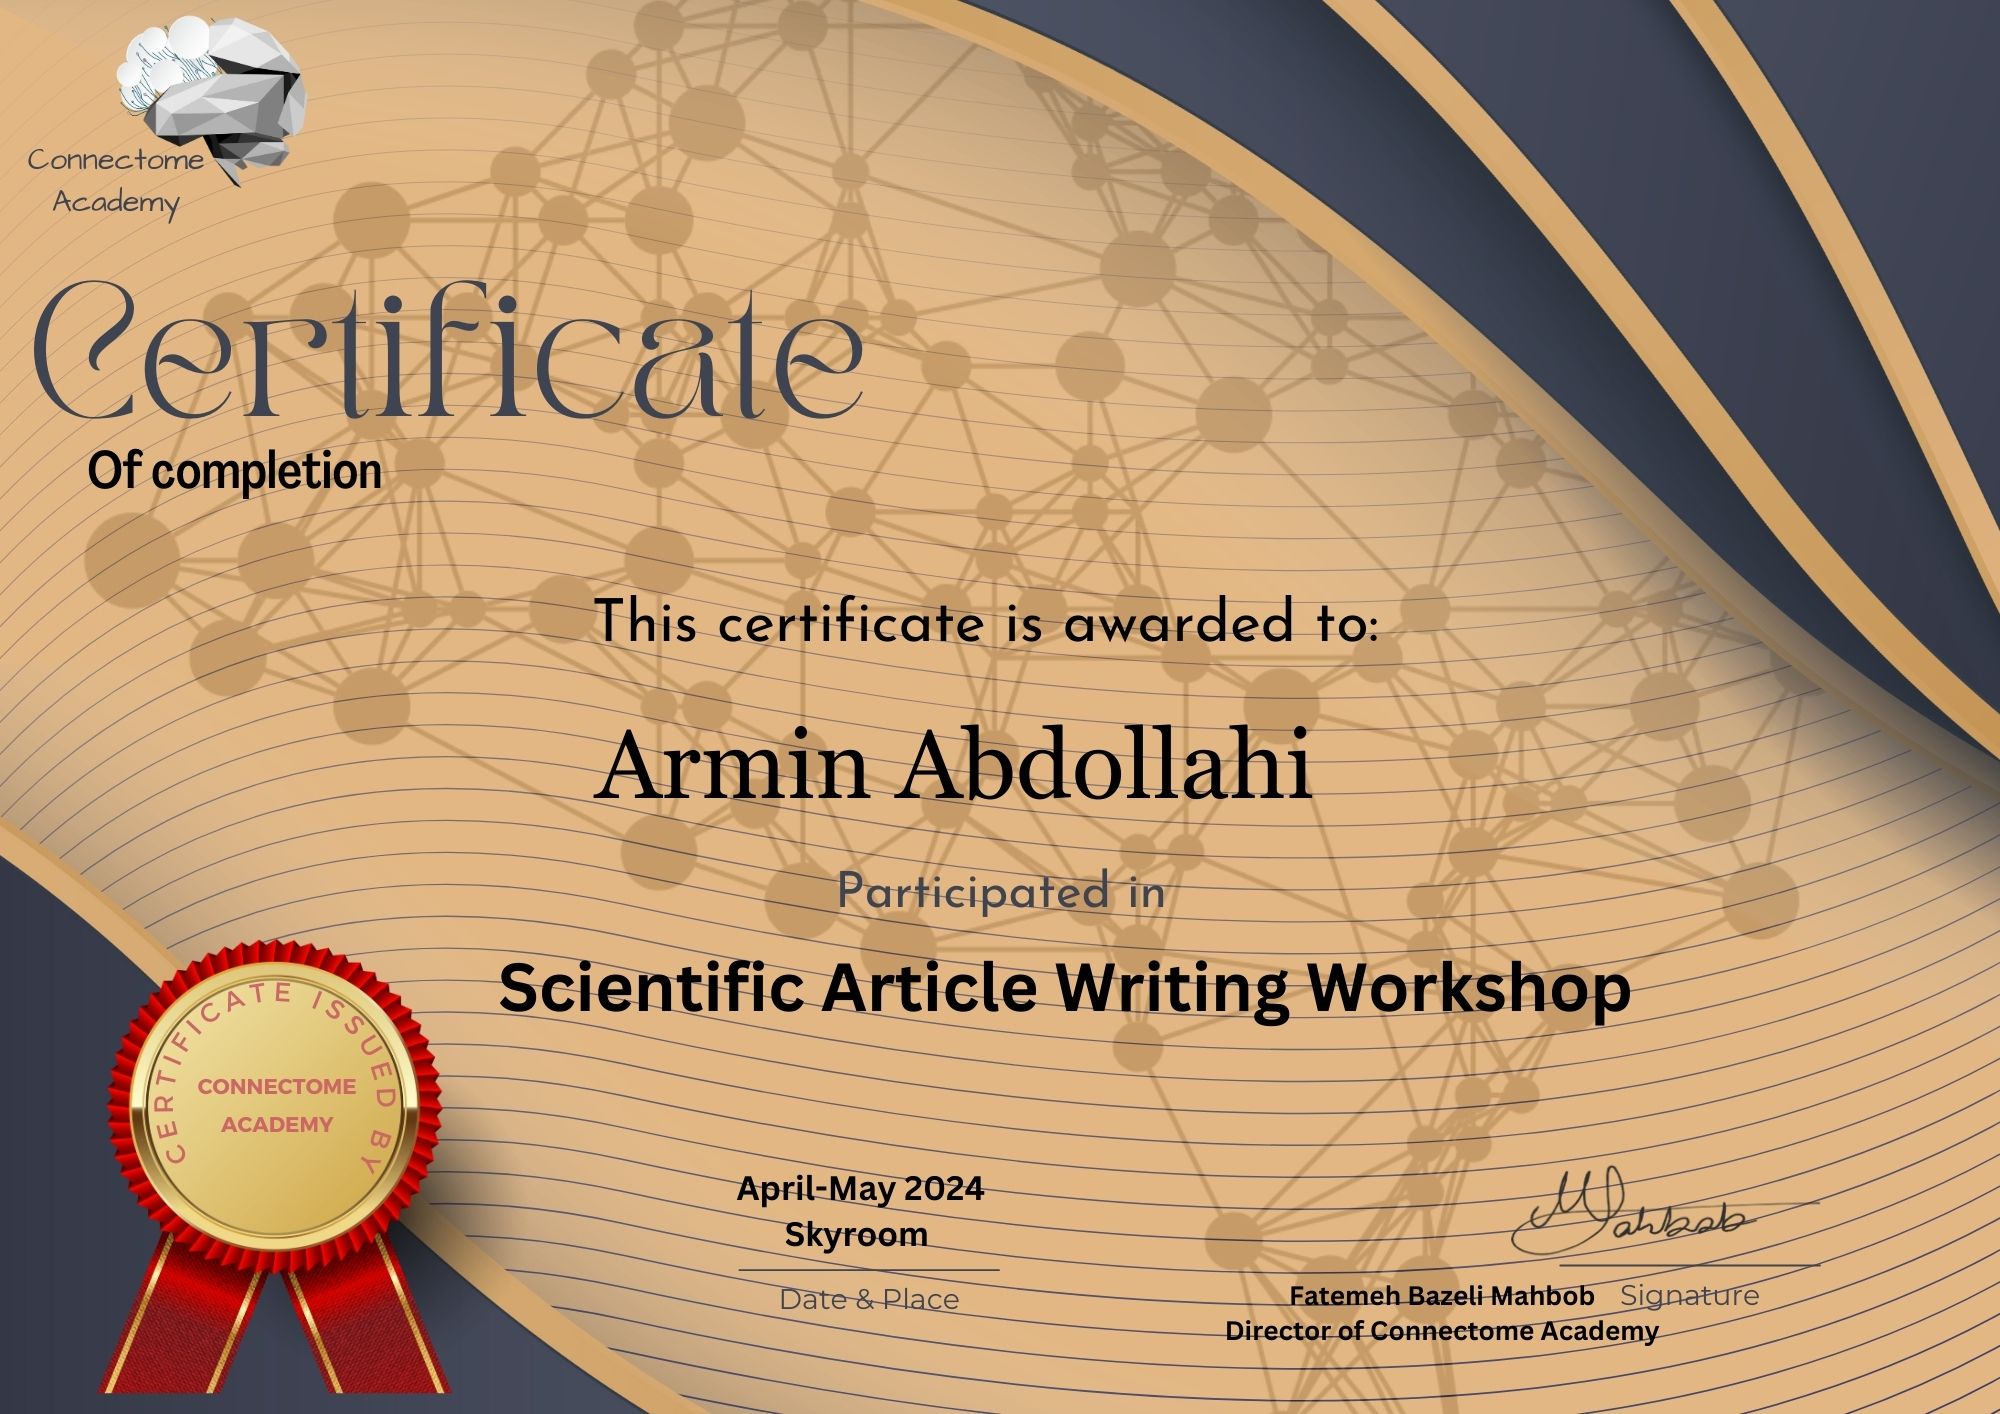 Connectome
Academy
Certificate
Of completion
This certificate is awarded to:
Armin Abdollahi
Participated in
Scientific Article Writing Workshop
CERTIFICATE ISSUED BY
CONNECTOME
ACADEMY
April-May 2024
Skyroom
Date & Place
Mahbob
Fatemeh Bazeli Mahbob
Signature
Director of Connectome Academy